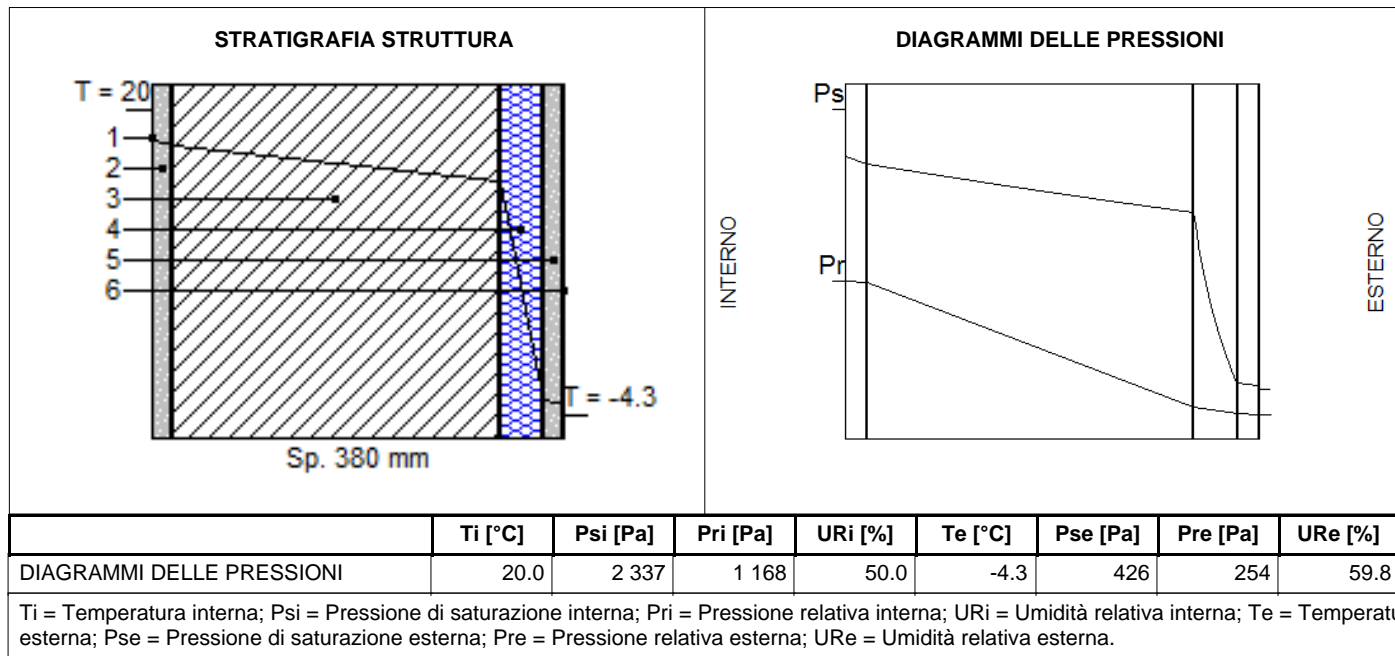 STRATIGRAFIA STRUTTURA
T = 20
1
2
3
4
5
6
T = -4.3
Sp. 380 mm
DIAGRAMMI DELLE PRESSIONI
Ps
Pr
INTERNO
ESTERNO
Ti [°C] Psi [Pa] Pri [Pa] URi [%] Te [°C] Pse [Pa] Pre [Pa] URe [%]
DIAGRAMMI DELLE PRESSIONI 20.0 2 337 1 168 50.0 -4.3 426 254 59.8
Ti = Temperatura interna; Psi = Pressione di saturazione interna; Pri = Pressione relativa interna; URi = Umidità relativa interna; Te = Temperatu
esterna; Pse = Pressione di saturazione esterna; Pre = Pressione relativa esterna; URe = Umidità relativa esterna.